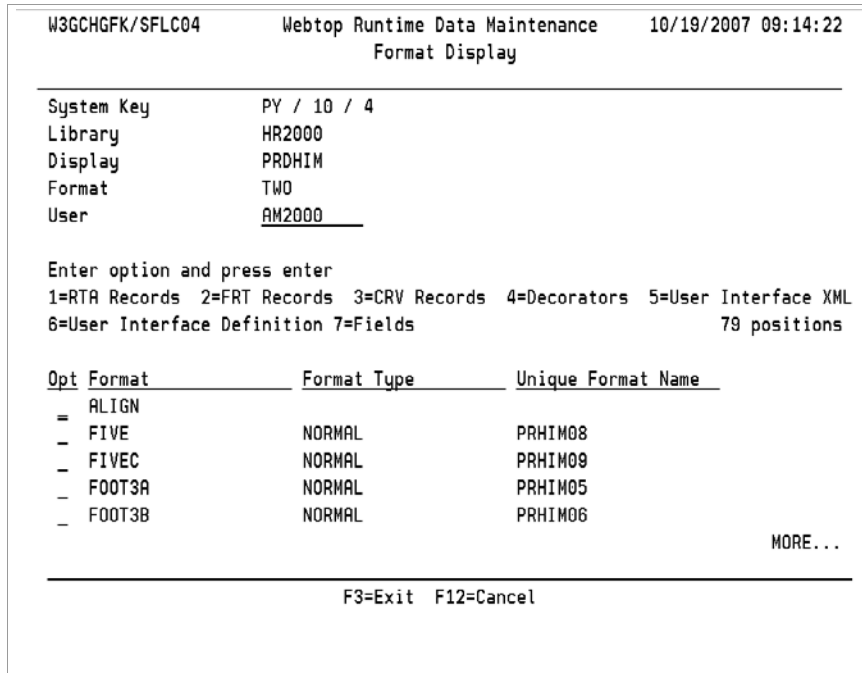 W3GCHGFK/SFLC04 Webtop Runtime Data Maintenance 10/19/2007 09:14:22
Format Display
System Key PY / 10 / 4
Library HR2000
Display PRDHIM
Format TWO
User AM2000
Enter option and press enter
1=RTA Records 2=FRT Records 3=CRV Records 4=Decorators 5=User Interface XML
6=User Interface Definition 7=Fields 79 positions
Opt Format Format Type Unique Format Name
_ ALIGN
_ FIVE NORMAL PRHIM08
_ FIVEC NORMAL PRHIM09
_ FOOT3A NORMAL PRHIM05
_ FOOT3B NORMAL PRHIM06
MORE...
F3=Exit F12=Cancel